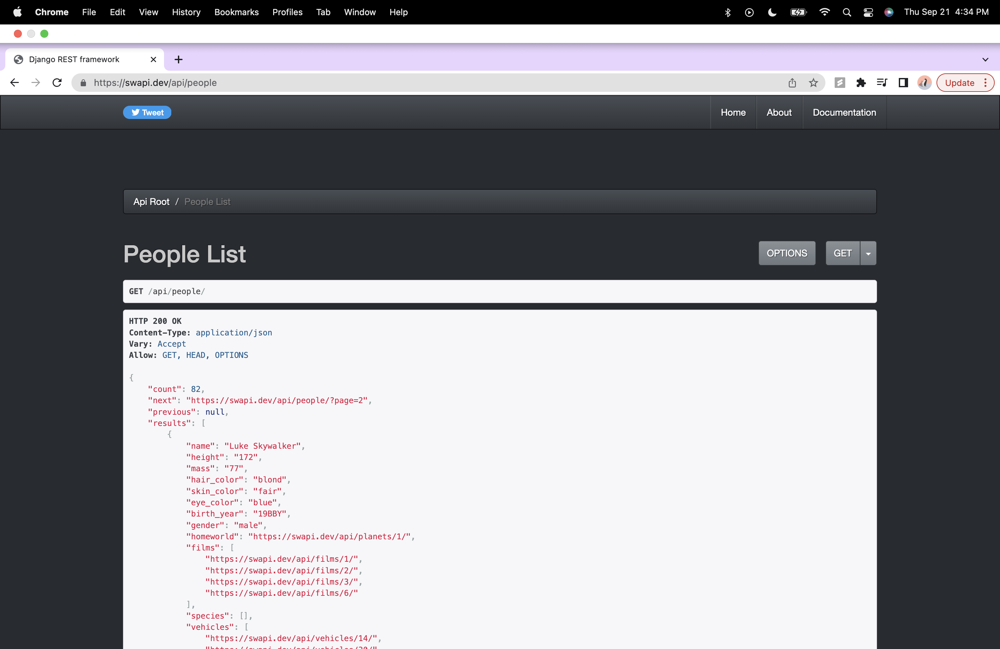 Chrome File Edit View History Bookmarks Profiles Tab Window Help Thu Sep 21 4:34 PM
Django REST framework
https://swapi.dev/api/people Update
Tweet Home About Documentation
Api Root / People List
People List OPTIONS GET
GET /api/people/
HTTP 200 OK
Content-Type: application/json
Vary: Accept
Allow: GET, HEAD, OPTIONS
{
"count": 82,
"next": "https://swapi.dev/api/people/?page=2",
"previous": null,
"results": [
{
"name": "Luke Skywalker",
"height": "172",
"mass": "77",
"hair_color": "blond",
"skin_color": "fair",
"eye_color": "blue",
"birth_year": "19BBY",
"gender": "male",
"homeworld": "https://swapi.dev/api/planets/1/",
"films": [
"https://swapi.dev/api/films/1/",
"https://swapi.dev/api/films/2/",
"https://swapi.dev/api/films/3/",
"https://swapi.dev/api/films/6/"
],
"species": [],
"vehicles": [
"https://swapi.dev/api/vehicles/14/",